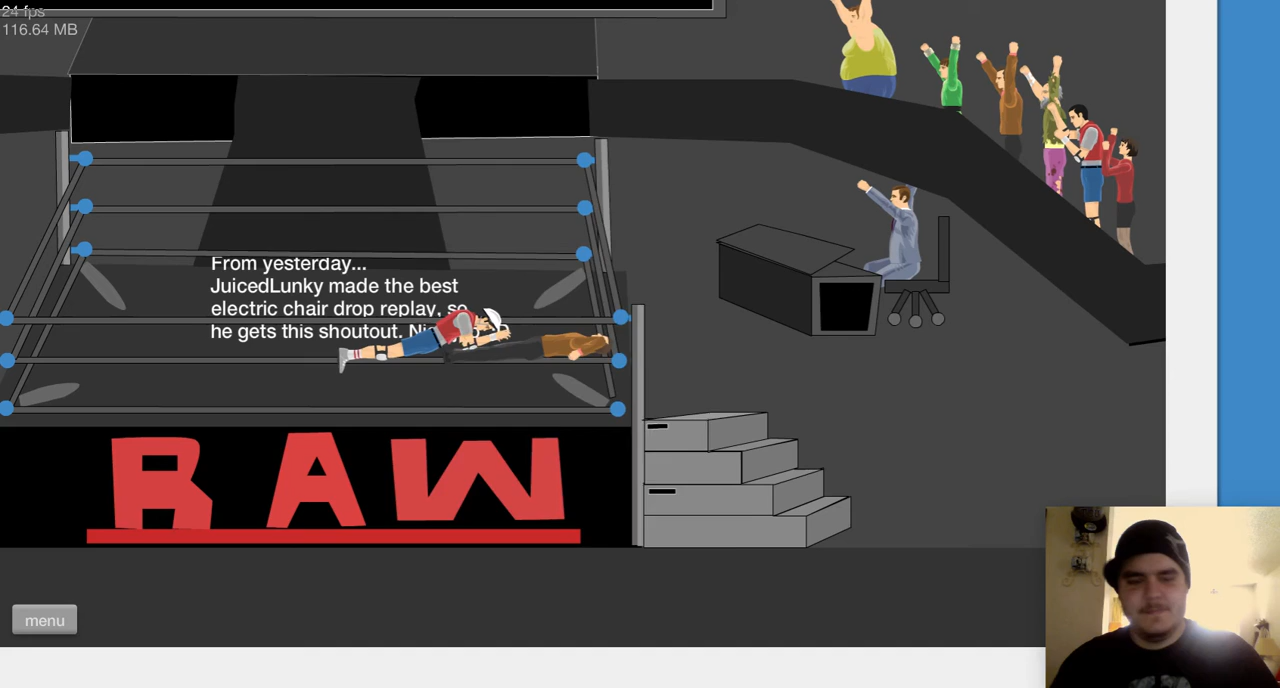 24 fps
116.64 MB
From yesterday...
JuicedLunky made the best
electric chair drop replay, so
he gets this shoutout.
RAW
menu